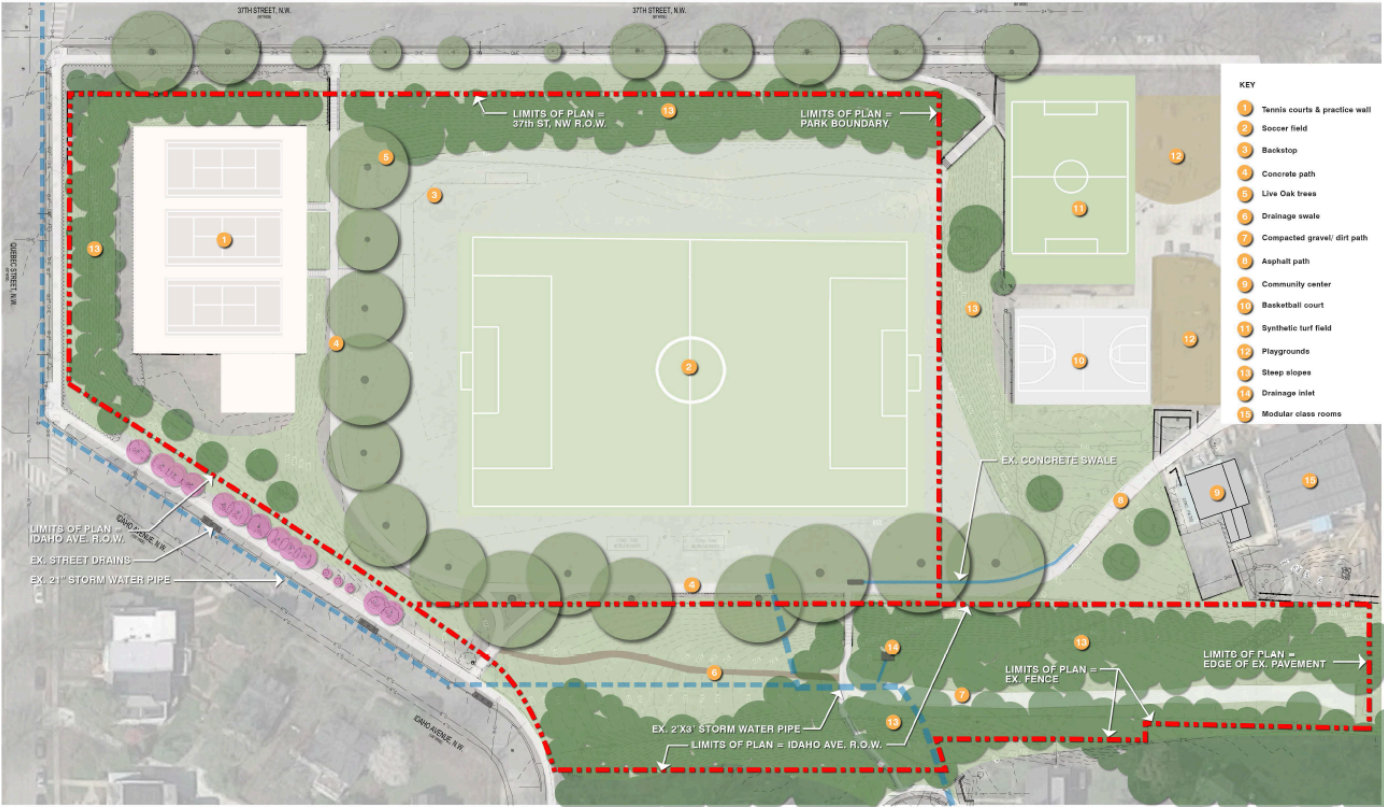 37TH STREET, N.W.
37TH STREET, N.W.
KEY
1 Tennis courts & practice wall
2 Soccer field
3 Backstop
4 Concrete path
5 Live Oak trees
6 Drainage swale
7 Compacted gravel/ dirt path
8 Asphalt path
9 Community center
10 Basketball court
11 Synthetic turf field
12 Playgrounds
13 Steep slopes
14 Drainage inlet
15 Modular class rooms
LIMITS OF PLAN =
37th ST, NW R.O.W.
13
LIMITS OF PLAN =
PARK BOUNDARY
5
12
3
11
1
13
QUEBEC STREET, N.W.
13
4
12
2
10
EX. CONCRETE SWALE
8
9
15
LIMITS OF PLAN =
IDAHO AVE. R.O.W.
IDAHO AVENUE, N.W.
EX. STREET DRAINS
EX. 21" STORM WATER PIPE
4
14
13
6
LIMITS OF PLAN =
EX. FENCE
LIMITS OF PLAN =
EDGE OF EX. PAVEMENT
7
13
EX. 2'X3' STORM WATER PIPE
LIMITS OF PLAN = IDAHO AVE. R.O.W.
IDAHO AVENUE, N.W.